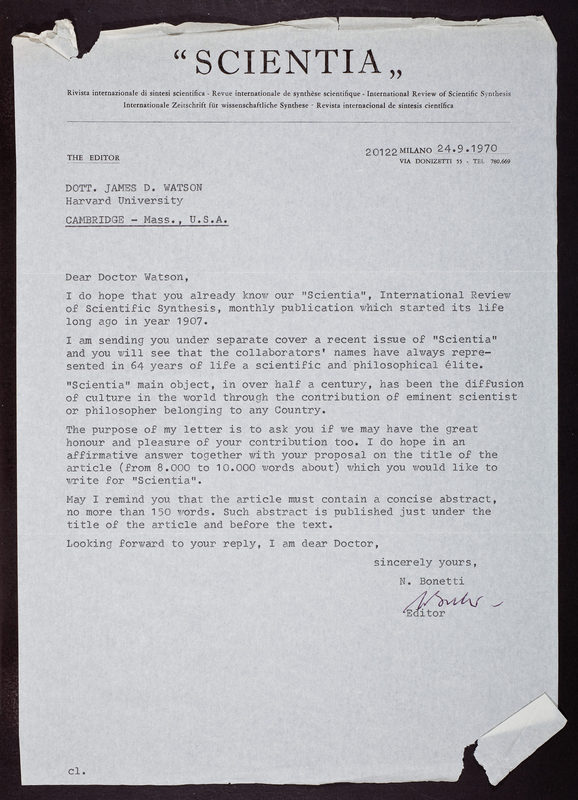 “SCIENTIA„
Rivista internazionale di sintesi scientifica - Revue internationale de synthèse scientifique - International Review of Scientific Synthesis
Internationale Zeitschrift für wissenschaftliche Synthese - Revista internacional de síntesis científica
THE EDITOR
20122 MILANO 24.9.1970
VIA DONIZETTI 55 - TEL. 780.669
DOTT. JAMES D. WATSON
Harvard University
CAMBRIDGE - Mass., U.S.A.
Dear Doctor Watson,
I do hope that you already know our "Scientia", International Review
of Scientific Synthesis, monthly publication which started its life
long ago in year 1907.
I am sending you under separate cover a recent issue of "Scientia"
and you will see that the collaborators' names have always repre-
sented in 64 years of life a scientific and philosophical élite.
"Scientia" main object, in over half a century, has been the diffusion
of culture in the world through the contribution of eminent scientist
or philosopher belonging to any Country.
The purpose of my letter is to ask you if we may have the great
honour and pleasure of your contribution too. I do hope in an
affirmative answer together with your proposal on the title of the
article (from 8.000 to 10.000 words about) which you would like to
write for "Scientia".
May I remind you that the article must contain a concise abstract,
no more than 150 words. Such abstract is published just under the
title of the article and before the text.
Looking forward to your reply, I am dear Doctor,
sincerely yours,
N. Bonetti
Editor
cl.